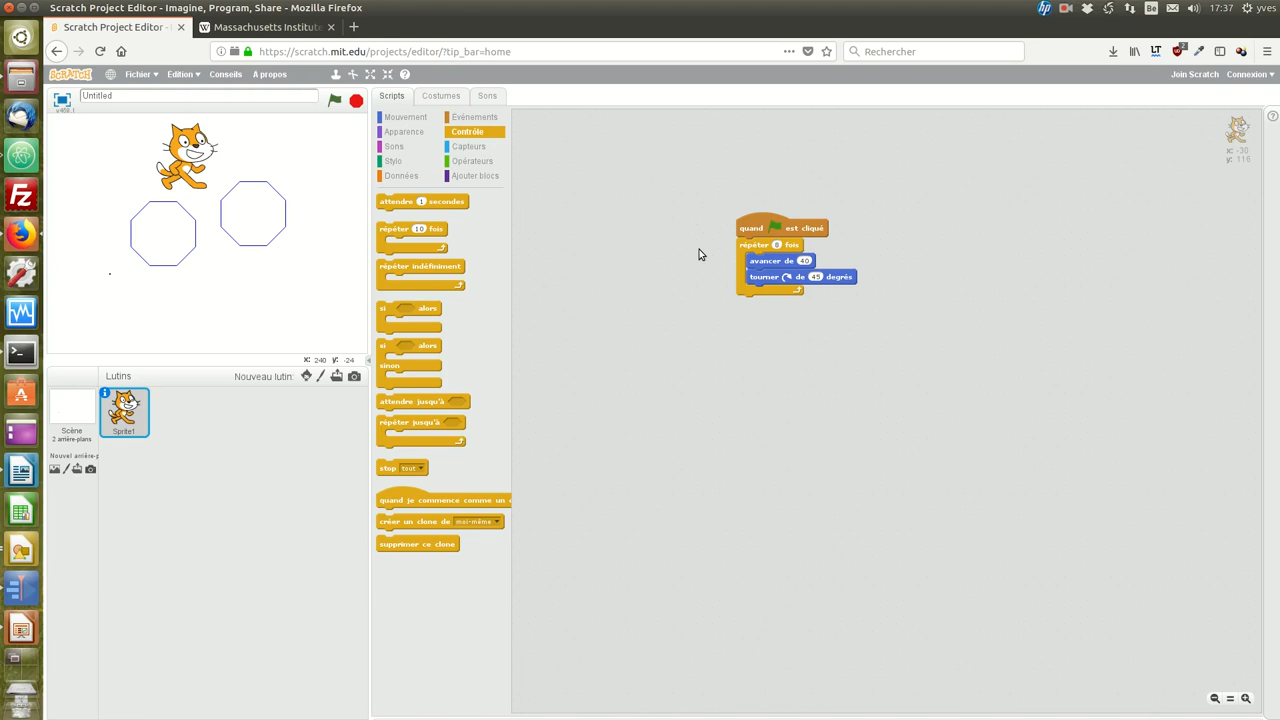 Scratch Project Editor - Imagine, Program, Share - Mozilla Firefox
Be
17:37
yves
Scratch Project Editor -
W Massachusetts Institute
https://scratch.mit.edu/projects/editor/?tip_bar=home
Rechercher
SCRATCH
Fichier
Edition
Conseils
A propos
Join Scratch
Connexion
Untitled
Scripts
Costumes
Sons
Mouvement
Évènements
Apparence
Contrôle
Sons
Capteurs
Stylo
Opérateurs
Données
Ajouter blocs
x: -30
y: 116
attendre 1 secondes
répéter 10 fois
répéter indéfiniment
si alors
si alors
sinon
attendre jusqu'à
répéter jusqu'à
stop tout
quand je commence comme un c
créer un clone de moi-même
supprimer ce clone
quand est cliqué
répéter 8 fois
avancer de 40
tourner de 45 degrés
x: 240 y: -24
Lutins
Nouveau lutin:
Scène
2 arrière-plans
Sprite1
Nouvel arrière-p